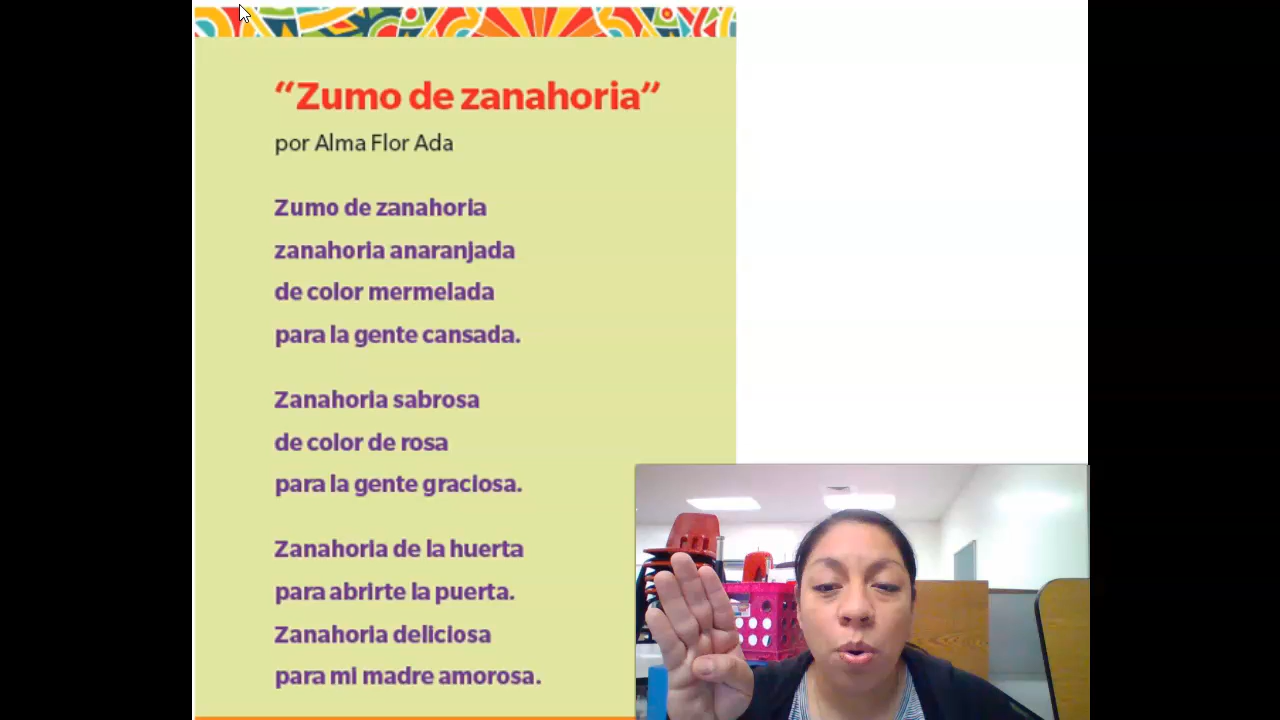 “Zumo de zanahoria”
por Alma Flor Ada
Zumo de zanahoria
zanahoria anaranjada
de color mermelada
para la gente cansada.
Zanahoria sabrosa
de color de rosa
para la gente graciosa.
Zanahoria de la huerta
para abrirte la puerta.
Zanahoria deliciosa
para mi madre amorosa.